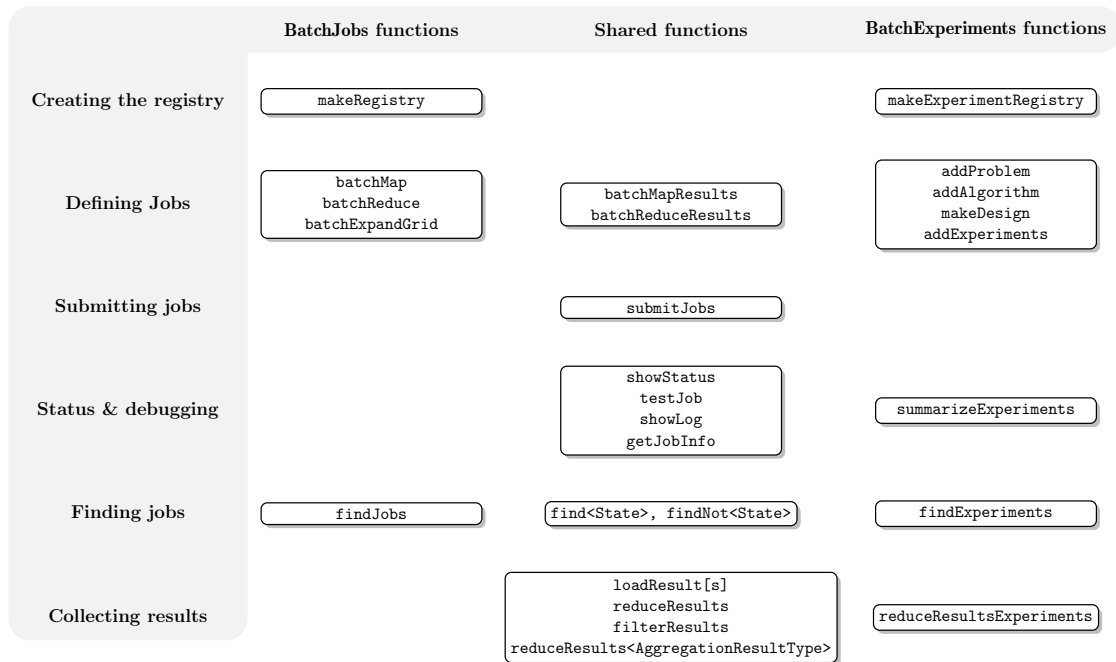 BatchJobs functions
Shared functions
BatchExperiments functions
Creating the registry
makeRegistry
makeExperimentRegistry
Defining Jobs
batchMap
batchReduce
batchExpandGrid
batchMapResults
batchReduceResults
addProblem
addAlgorithm
makeDesign
addExperiments
Submitting jobs
submitJobs
Status & debugging
showStatus
testJob
showLog
getJobInfo
summarizeExperiments
Finding jobs
findJobs
find<State>, findNot<State>
findExperiments
Collecting results
loadResult[s]
reduceResults
filterResults
reduceResults<AggregationResultType>
reduceResultsExperiments